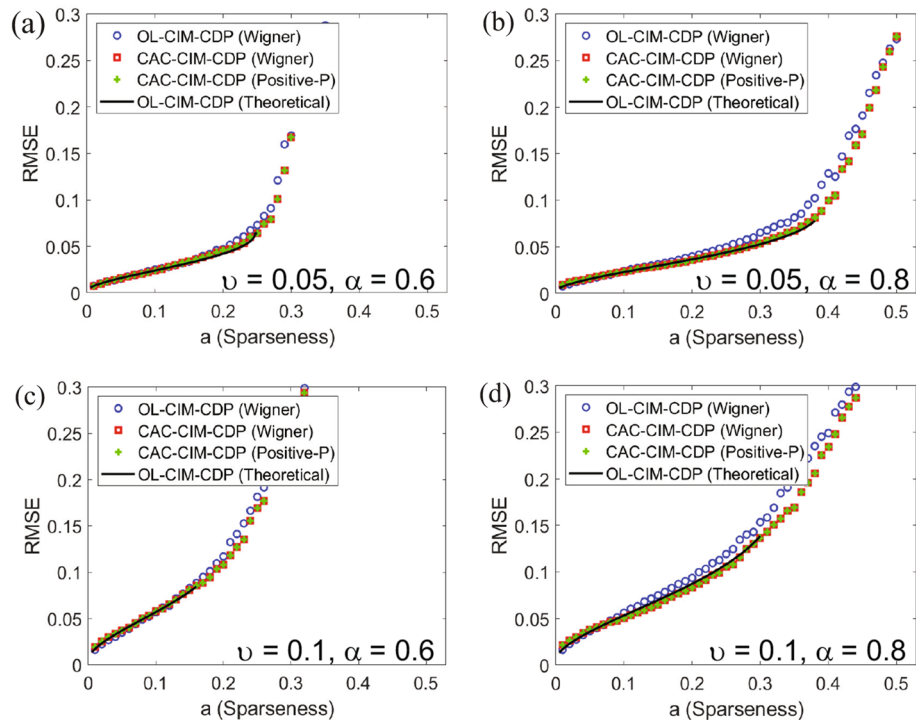 (a)
RMSE
0.3
0.25
0.2
0.15
0.1
0.05
0
OL-CIM-CDP (Wigner)
CAC-CIM-CDP (Wigner)
CAC-CIM-CDP (Positive-P)
OL-CIM-CDP (Theoretical)
υ = 0.05, α = 0.6
0 0.1 0.2 0.3 0.4 0.5
a (Sparseness)
(b)
RMSE
0.3
0.25
0.2
0.15
0.1
0.05
0
OL-CIM-CDP (Wigner)
CAC-CIM-CDP (Wigner)
CAC-CIM-CDP (Positive-P)
OL-CIM-CDP (Theoretical)
υ = 0.05, α = 0.8
0 0.1 0.2 0.3 0.4 0.5
a (Sparseness)
(c)
RMSE
0.3
0.25
0.2
0.15
0.1
0.05
0
OL-CIM-CDP (Wigner)
CAC-CIM-CDP (Wigner)
CAC-CIM-CDP (Positive-P)
OL-CIM-CDP (Theoretical)
υ = 0.1, α = 0.6
0 0.1 0.2 0.3 0.4 0.5
a (Sparseness)
(d)
RMSE
0.3
0.25
0.2
0.15
0.1
0.05
0
OL-CIM-CDP (Wigner)
CAC-CIM-CDP (Wigner)
CAC-CIM-CDP (Positive-P)
OL-CIM-CDP (Theoretical)
υ = 0.1, α = 0.8
0 0.1 0.2 0.3 0.4 0.5
a (Sparseness)